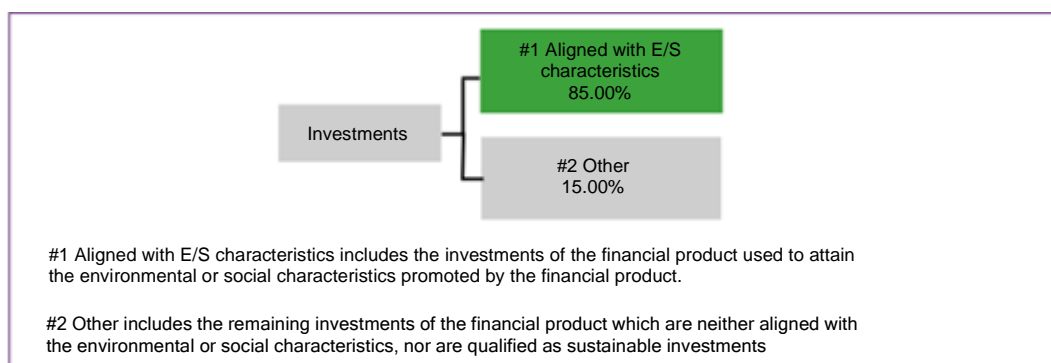 #1 Aligned with E/S
characteristics
85.00%
Investments
#2 Other
15.00%
#1 Aligned with E/S characteristics includes the investments of the financial product used to attain
the environmental or social characteristics promoted by the financial product.
#2 Other includes the remaining investments of the financial product which are neither aligned with
the environmental or social characteristics, nor are qualified as sustainable investments